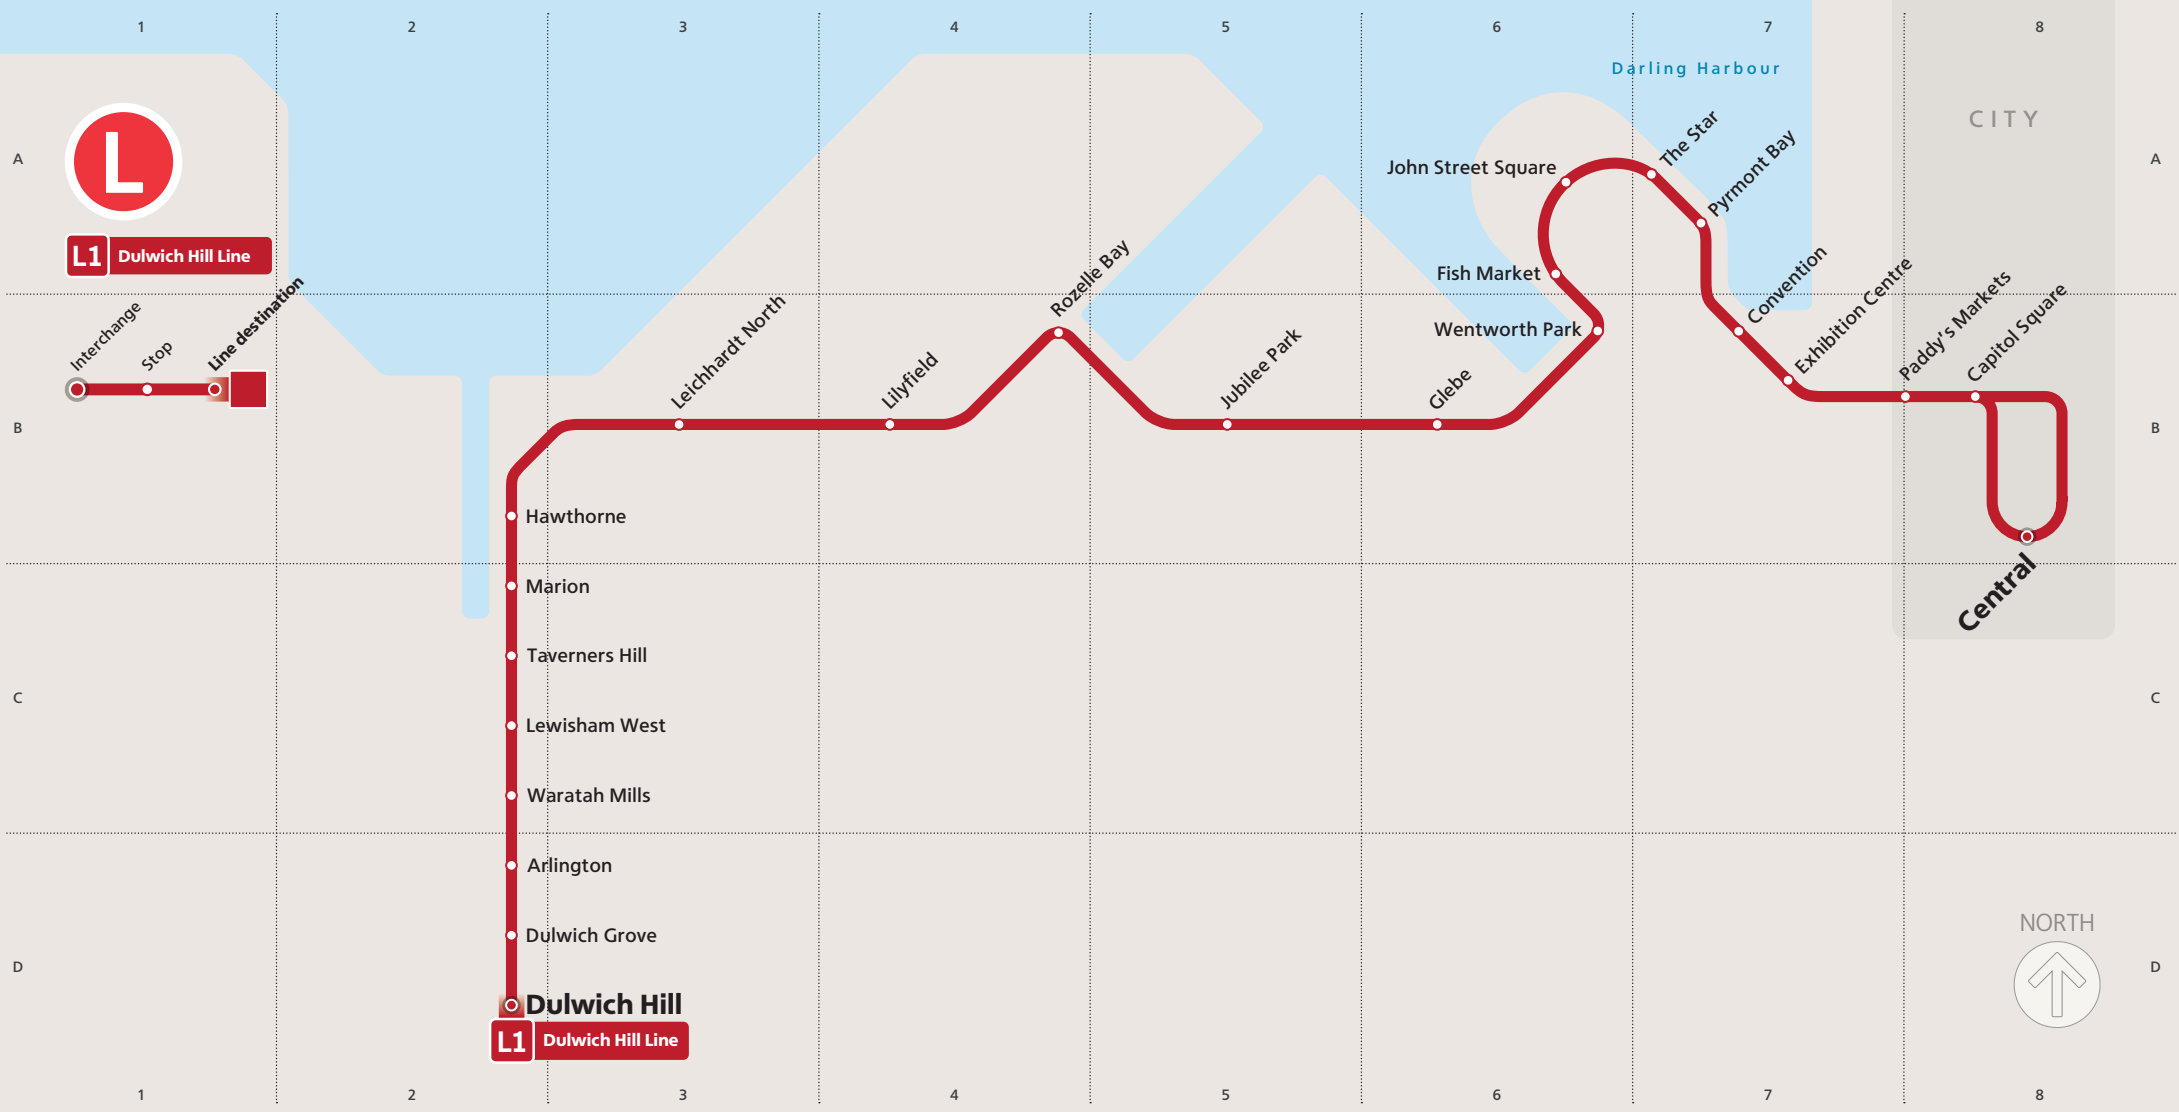 1 2 3 4 5 6 7 8
Darling Harbour
CITY
A
A
L
L1 Dulwich Hill Line
Interchange
Stop
Line destination
John Street Square
The Star
Pyrmont Bay
Fish Market
Wentworth Park
Convention
Exhibition Centre
Paddy's Markets
Capitol Square
Central
Rozelle Bay
Leichhardt North
Lilyfield
Jubilee Park
Glebe
B
B
Hawthorne
Marion
Taverners Hill
C
C
Lewisham West
Waratah Mills
Arlington
Dulwich Grove
NORTH
D
D
Dulwich Hill
L1 Dulwich Hill Line
1 2 3 4 5 6 7 8